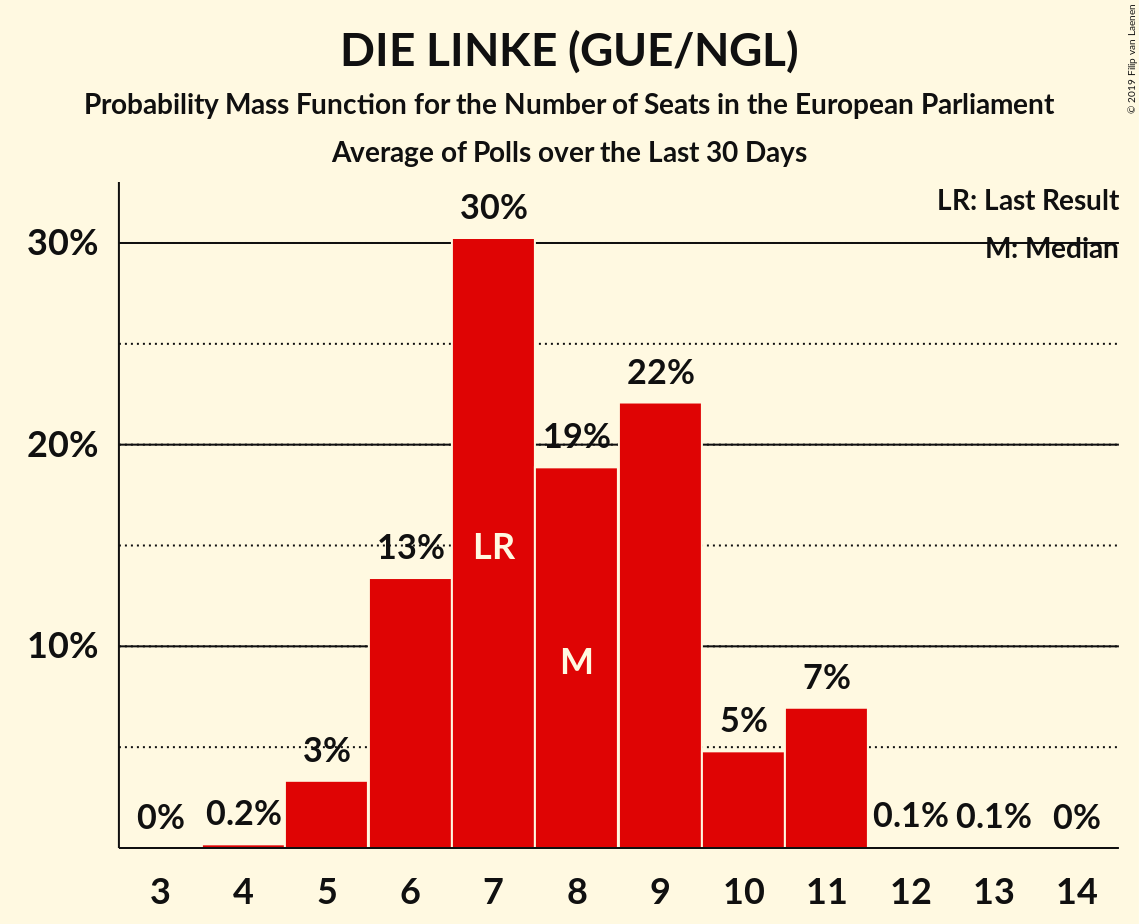 DIE LINKE (GUE/NGL)
Probability Mass Function for the Number of Seats in the European Parliament
Average of Polls over the Last 30 Days
© 2019 Filip van Laenen
LR: Last Result
M: Median
30%
20%
10%
0%
0.2%
3%
13%
30%
19%
22%
5%
7%
0.1%
0.1%
0%
LR
M
3 4 5 6 7 8 9 10 11 12 13 14